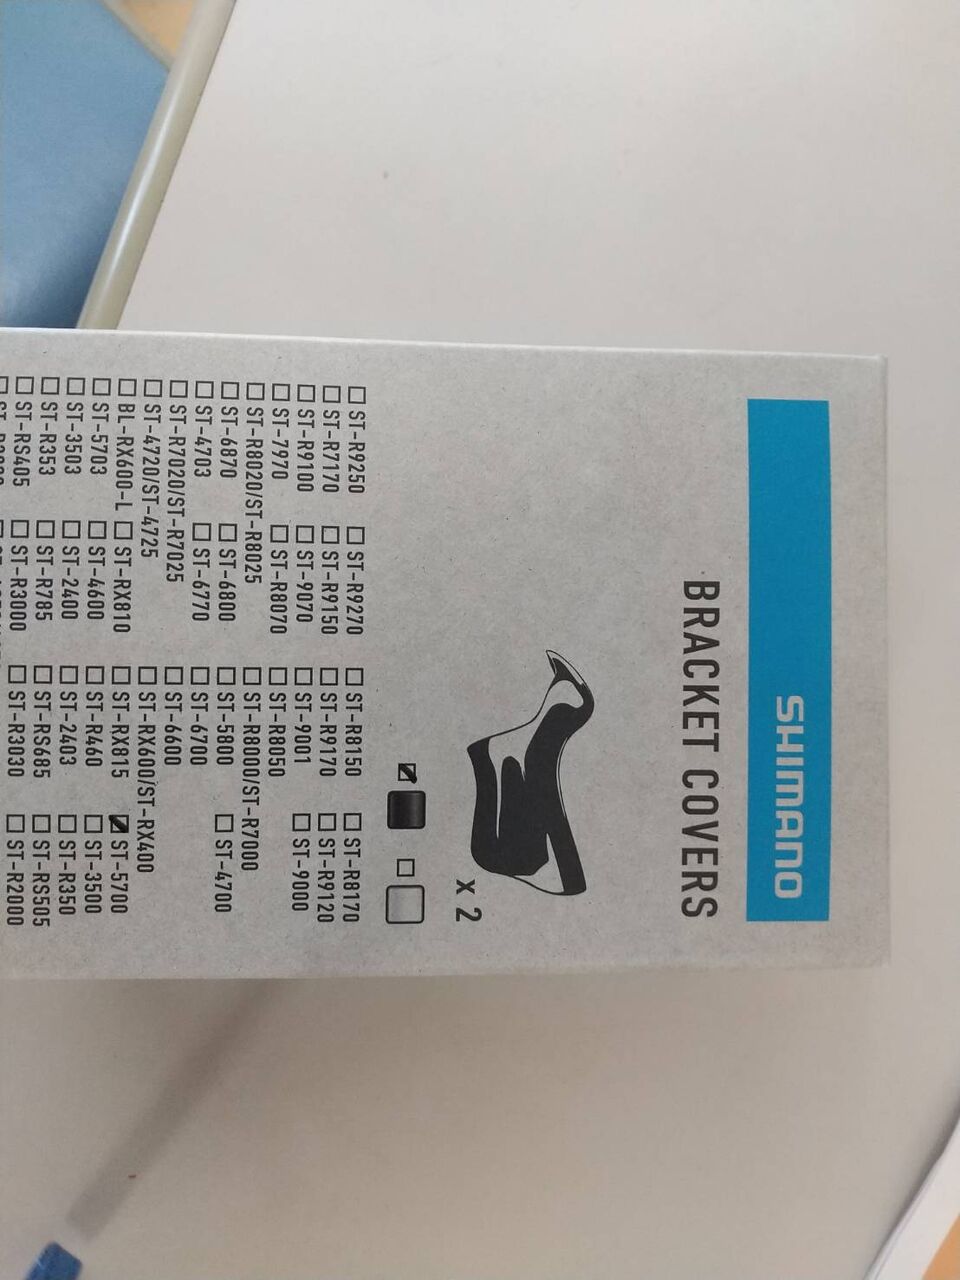 SHIMANO
BRACKET COVERS
x 2
☐ ST-R9250 ☐ ST-R9270 ☐ ST-R8150 ☐ ST-R8170
☐ ST-R7170 ☐ ST-R9150 ☐ ST-R9170 ☐ ST-R9120
☐ ST-R9100 ☐ ST-9070 ☐ ST-9001 ☐ ST-9000
☐ ST-7970 ☐ ST-R8070 ☐ ST-R8050
☐ ST-R8020/ST-R8025 ☐ ST-R8000/ST-R7000
☐ ST-6870 ☐ ST-6800 ☐ ST-5800 ☐ ST-4700
☐ ST-4703 ☐ ST-6770 ☐ ST-6700
☐ ST-R7020/ST-R7025 ☐ ST-6600
☐ ST-4720/ST-4725 ☐ ST-RX600/ST-RX400
☐ BL-RX600-L ☐ ST-RX810 ☐ ST-RX815 ☑ ST-5700
☐ ST-5703 ☐ ST-4600 ☐ ST-R460 ☐ ST-3500
☐ ST-3503 ☐ ST-2400 ☐ ST-2403 ☐ ST-R350
☐ ST-R353 ☐ ST-R785 ☐ ST-RS685 ☐ ST-RS505
☐ ST-RS405 ☐ ST-R3000 ☐ ST-R3030 ☐ ST-R2000